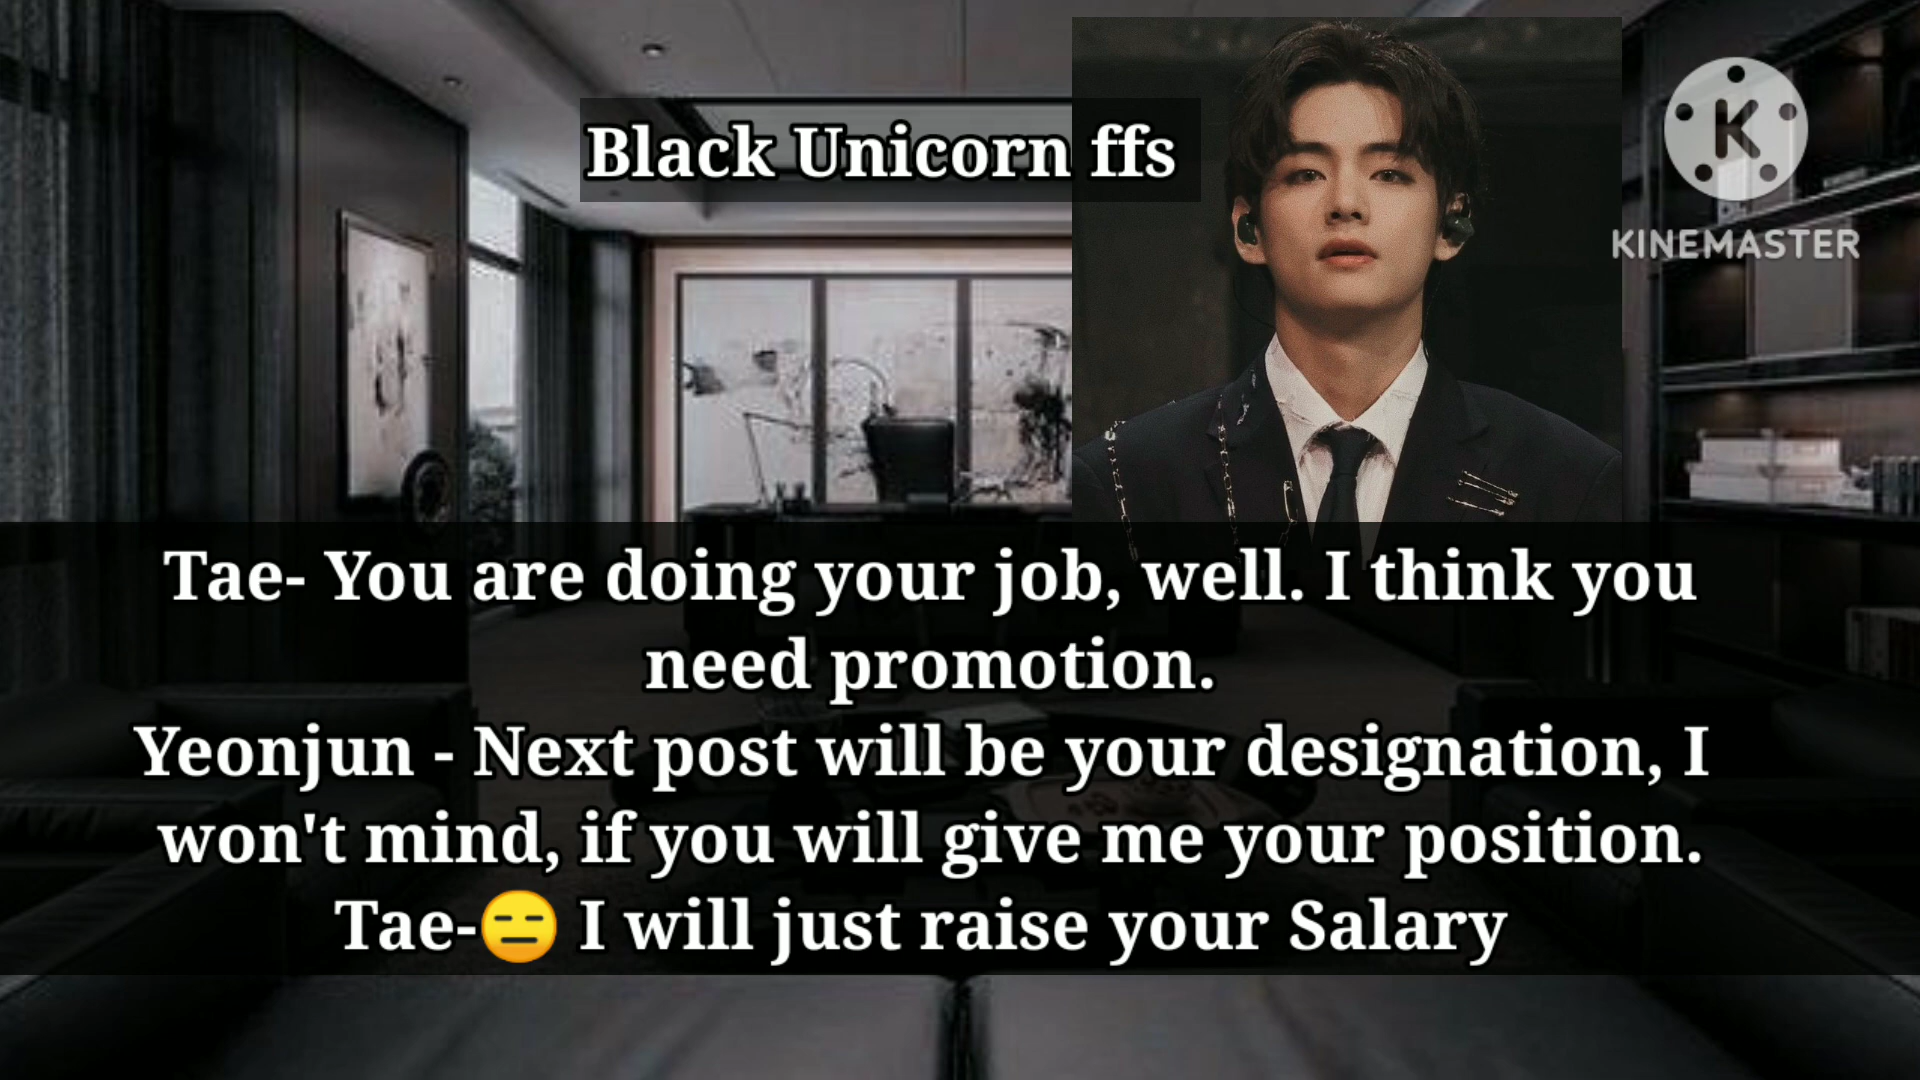 Black Unicorn ffs
K
KINEMASTER
Tae- You are doing your job, well. I think you
need promotion.
Yeonjun - Next post will be your designation, I
won't mind, if you will give me your position.
Tae-😑 I will just raise your Salary